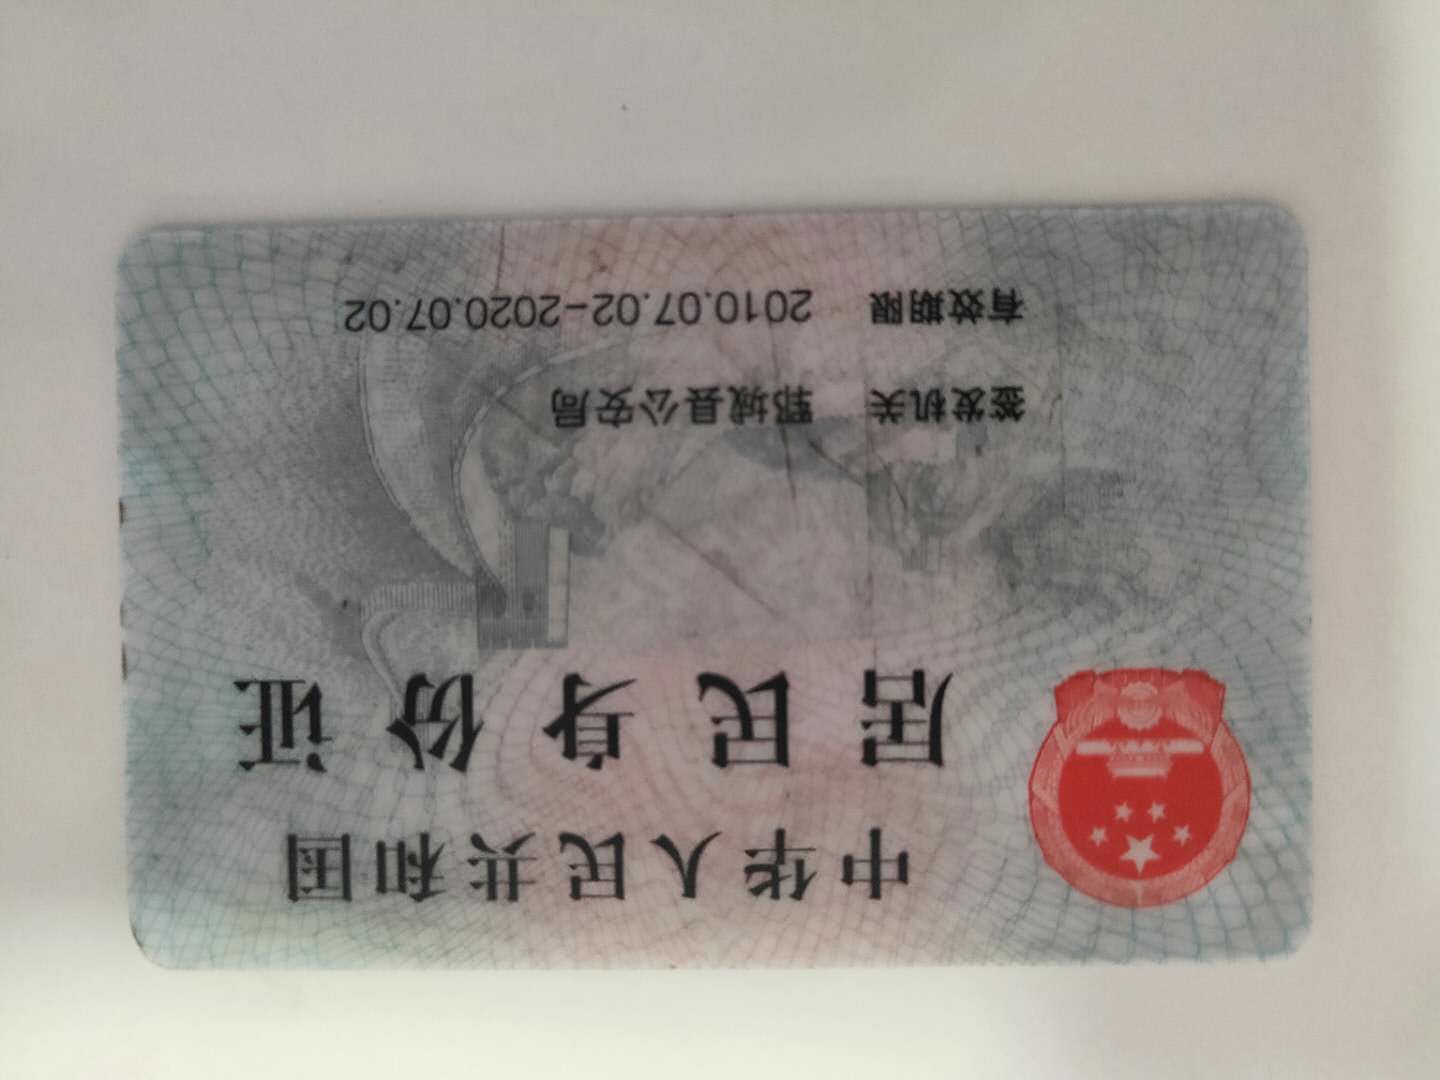 中华人民共和国
居民身份证
签发机关 郓城县公安局
有效期限 2010.07.02-2020.07.02